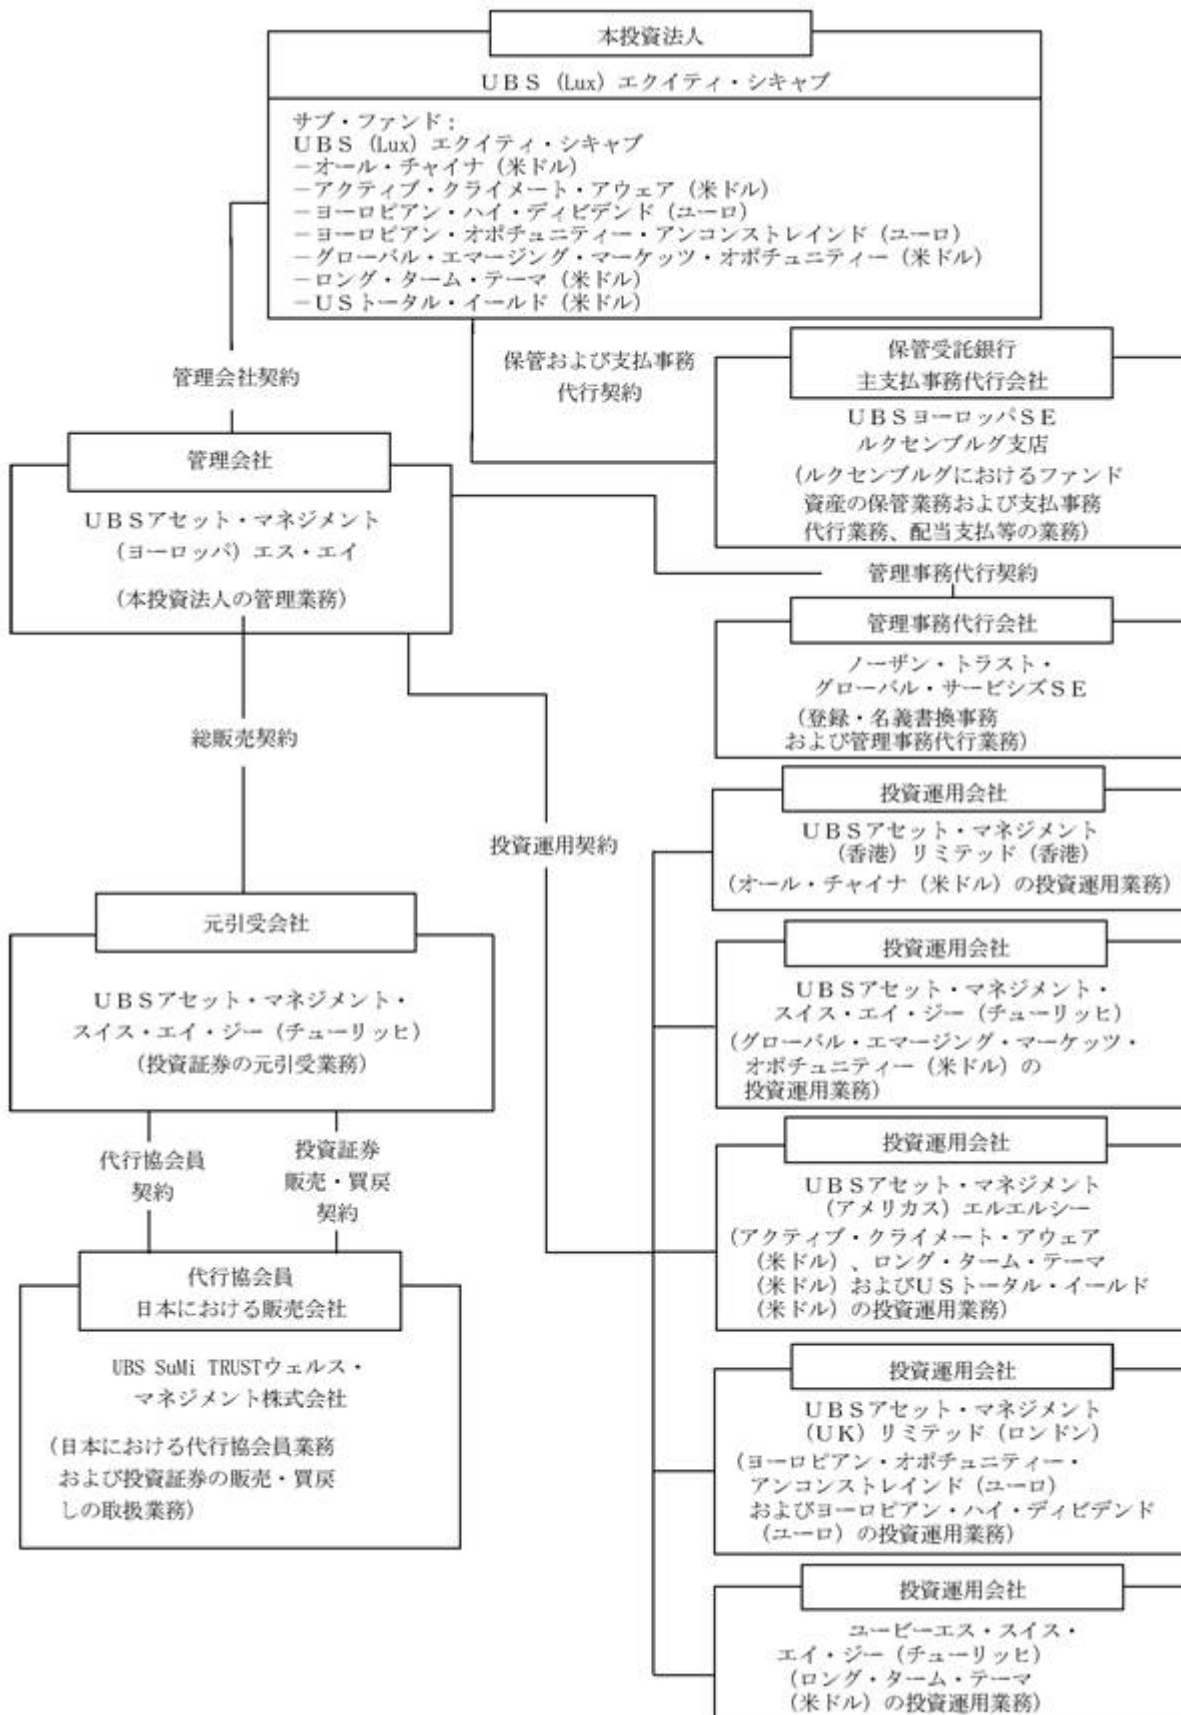 本投資法人
UBS (Lux) エクイティ・シキャブ
サブ・ファンド：
UBS (Lux) エクイティ・シキャブ
－オール・チャイナ（米ドル）
－アクティブ・クライメート・アウェア（米ドル）
－ヨーロピアン・ハイ・ディビデンド（ユーロ）
－ヨーロピアン・オポチュニティー・アンコンストレインド（ユーロ）
－グローバル・エマージング・マーケッツ・オポチュニティー（米ドル）
－ロング・ターム・テーマ（米ドル）
－USトータル・イールド（米ドル）
管理会社契約
保管および支払事務
代行契約
保管受託銀行
主支払事務代行会社
UBSヨーロッパSE
ルクセンブルグ支店
（ルクセンブルグにおけるファンド
資産の保管業務および支払事務
代行業務、配当支払等の業務）
管理会社
UBSアセット・マネジメント
（ヨーロッパ）エス・エイ
（本投資法人の管理業務）
管理事務代行契約
管理事務代行会社
ノーザン・トラスト・
グローバル・サービシズSE
（登録・名義書換事務
および管理事務代行業務）
総販売契約
投資運用契約
投資運用会社
UBSアセット・マネジメント
（香港）リミテッド（香港）
（オール・チャイナ（米ドル）の投資運用業務）
元引受会社
UBSアセット・マネジメント・
スイス・エイ・ジー（チューリッヒ）
（投資証券の元引受業務）
投資運用会社
UBSアセット・マネジメント・
スイス・エイ・ジー（チューリッヒ）
（グローバル・エマージング・マーケッツ・
オポチュニティー（米ドル）の
投資運用業務）
代行協会員
契約
投資証券
販売・買戻
契約
投資運用会社
UBSアセット・マネジメント
（アメリカス）エルエルシー
（アクティブ・クライメート・アウェア
（米ドル）、ロング・ターム・テーマ
（米ドル）およびUSトータル・イールド
（米ドル）の投資運用業務）
代行協会員
日本における販売会社
UBS SuMi TRUSTウェルス・
マネジメント株式会社
（日本における代行協会員業務
および投資証券の販売・買戻
しの取扱業務）
投資運用会社
UBSアセット・マネジメント
（UK）リミテッド（ロンドン）
（ヨーロピアン・オポチュニティー・
アンコンストレインド（ユーロ）
およびヨーロピアン・ハイ・ディビデンド
（ユーロ）の投資運用業務）
投資運用会社
ユービーエス・スイス・
エイ・ジー（チューリッヒ）
（ロング・ターム・テーマ
（米ドル）の投資運用業務）